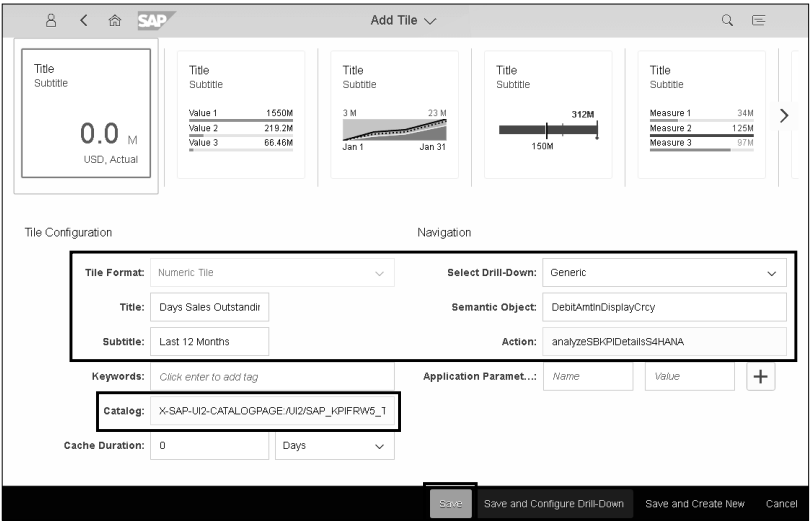 SAP Add Tile
Title
Subtitle
0.0 M
USD, Actual
Title
Subtitle
Value 1 1550M
Value 2 219.2M
Value 3 66.46M
Title
Subtitle
3 M 23 M
Jan 1 Jan 31
Title
Subtitle
312M
150M
Title
Subtitle
Measure 1 34M
Measure 2 125M
Measure 3 97M
Tile Configuration
Tile Format: Numeric Tile
Title: Days Sales Outstandin
Subtitle: Last 12 Months
Keywords: Click enter to add tag
Catalog: X-SAP-UI2-CATALOGPAGE:/UI2/SAP_KPIFRW5_T
Cache Duration: 0 Days
Navigation
Select Drill-Down: Generic
Semantic Object: DebitAmtInDisplayCrcy
Action: analyzeSBKPIDetailsS4HANA
Application Paramet...: Name Value +
Save Save and Configure Drill-Down Save and Create New Cancel